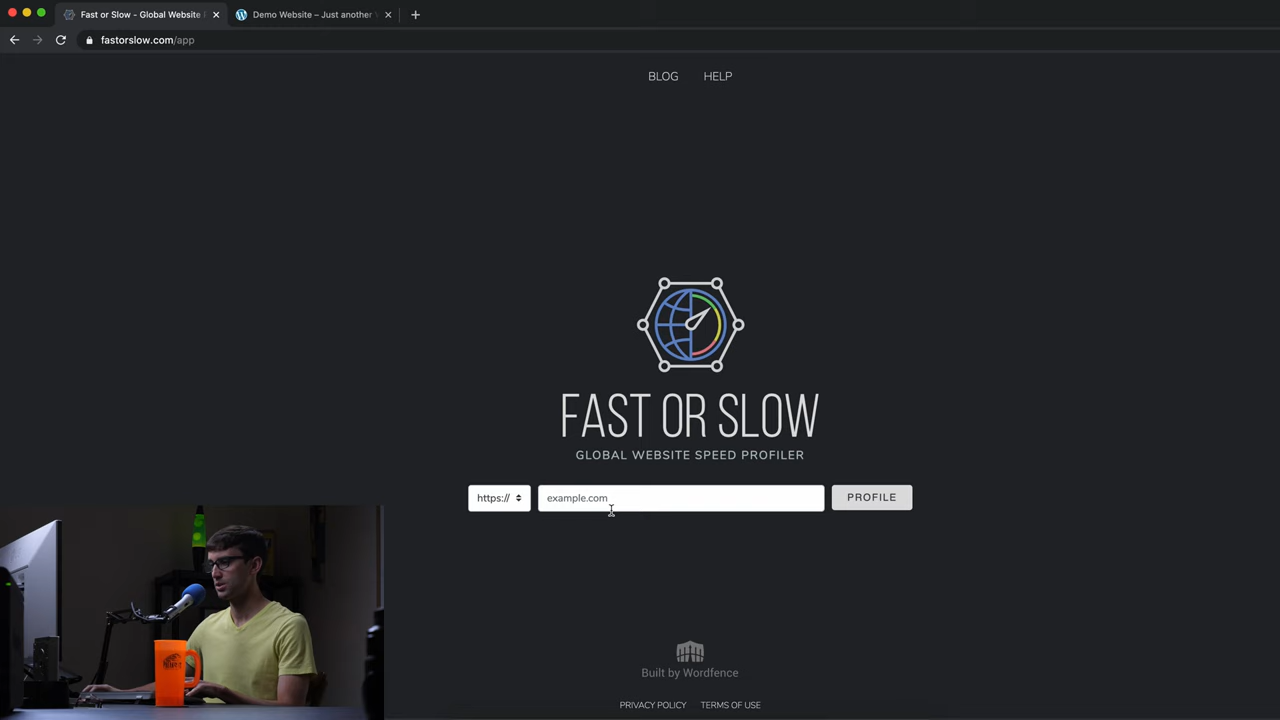 Fast or Slow - Global Website
Demo Website – Just another
fastorslow.com/app
BLOG HELP
FAST OR SLOW
GLOBAL WEBSITE SPEED PROFILER
https:// example.com PROFILE
Built by Wordfence
PRIVACY POLICY TERMS OF USE